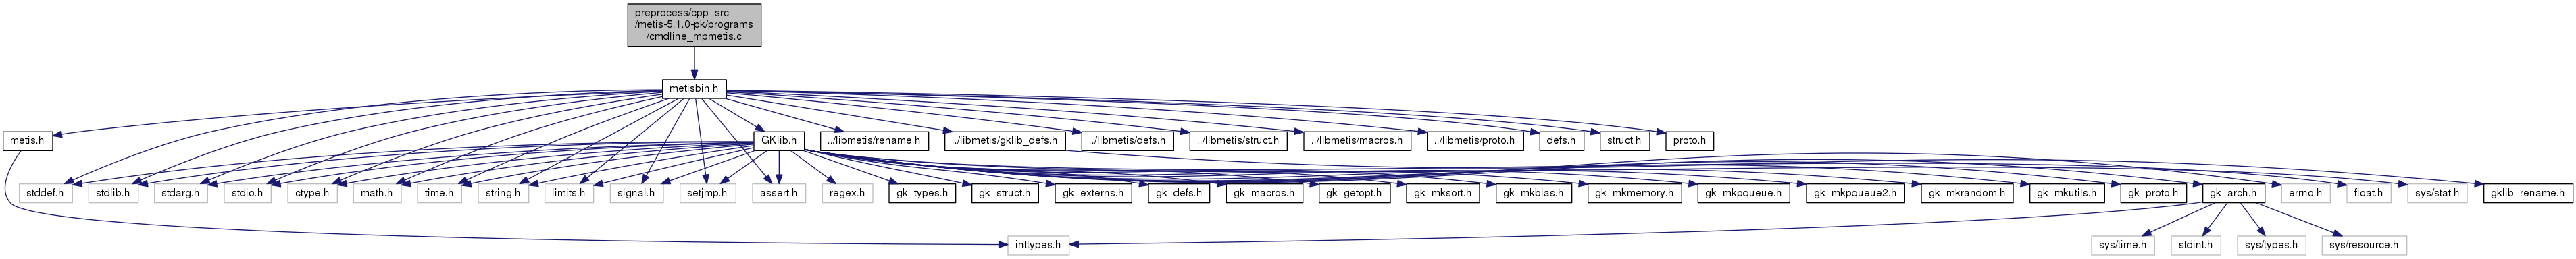 preprocess/cpp_src
/metis-5.1.0-pk/programs
/cmdline_mpmetis.c
metisbin.h
metis.h
GKlib.h
../libmetis/rename.h
../libmetis/gklib_defs.h
../libmetis/defs.h
../libmetis/struct.h
../libmetis/macros.h
../libmetis/proto.h
defs.h
struct.h
proto.h
stddef.h
stdlib.h
stdarg.h
stdio.h
ctype.h
math.h
time.h
string.h
limits.h
signal.h
setjmp.h
assert.h
regex.h
gk_types.h
gk_struct.h
gk_externs.h
gk_defs.h
gk_macros.h
gk_getopt.h
gk_mksort.h
gk_mkblas.h
gk_mkmemory.h
gk_mkpqueue.h
gk_mkpqueue2.h
gk_mkrandom.h
gk_mkutils.h
gk_proto.h
gk_arch.h
errno.h
float.h
sys/stat.h
gklib_rename.h
inttypes.h
sys/time.h
stdint.h
sys/types.h
sys/resource.h